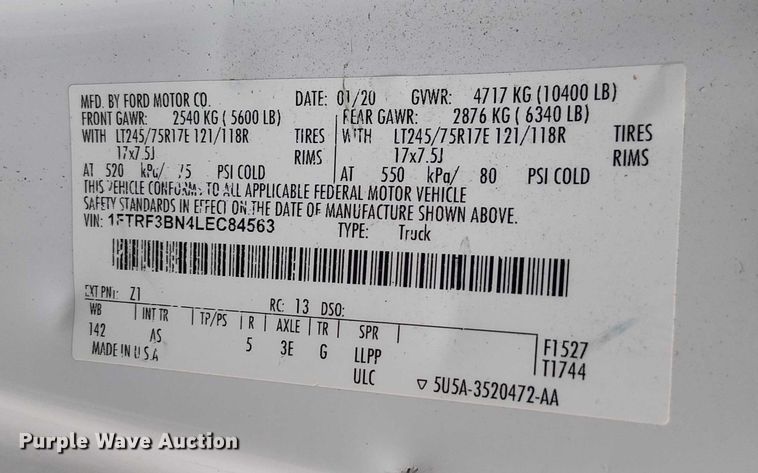 MFD. BY FORD MOTOR CO. DATE: 01/20 GVWR: 4717 KG (10400 LB)
FRONT GAWR: 2540 KG (5600 LB) REAR GAWR: 2876 KG (6340 LB)
WITH LT245/75R17E 121/118R TIRES WITH LT245/75R17E 121/118R TIRES
17x7.5J RIMS 17x7.5J RIMS
AT 520 kPa/ 75 PSI COLD AT 550 kPa/ 80 PSI COLD
THIS VEHICLE CONFORMS TO ALL APPLICABLE FEDERAL MOTOR VEHICLE
SAFETY STANDARDS IN EFFECT ON THE DATE OF MANUFACTURE SHOWN ABOVE.
VIN: 1FTRF3BN4LEC84563 TYPE: Truck
EXT PNT: Z1 RC: 13 DSO:
WB INT TR TP/PS R AXLE TR SPR
142 AS 5 3E G LLPP
ULC
F1527
T1744
MADE IN U S A
▽ 5U5A-3520472-AA
Purple Wave Auction